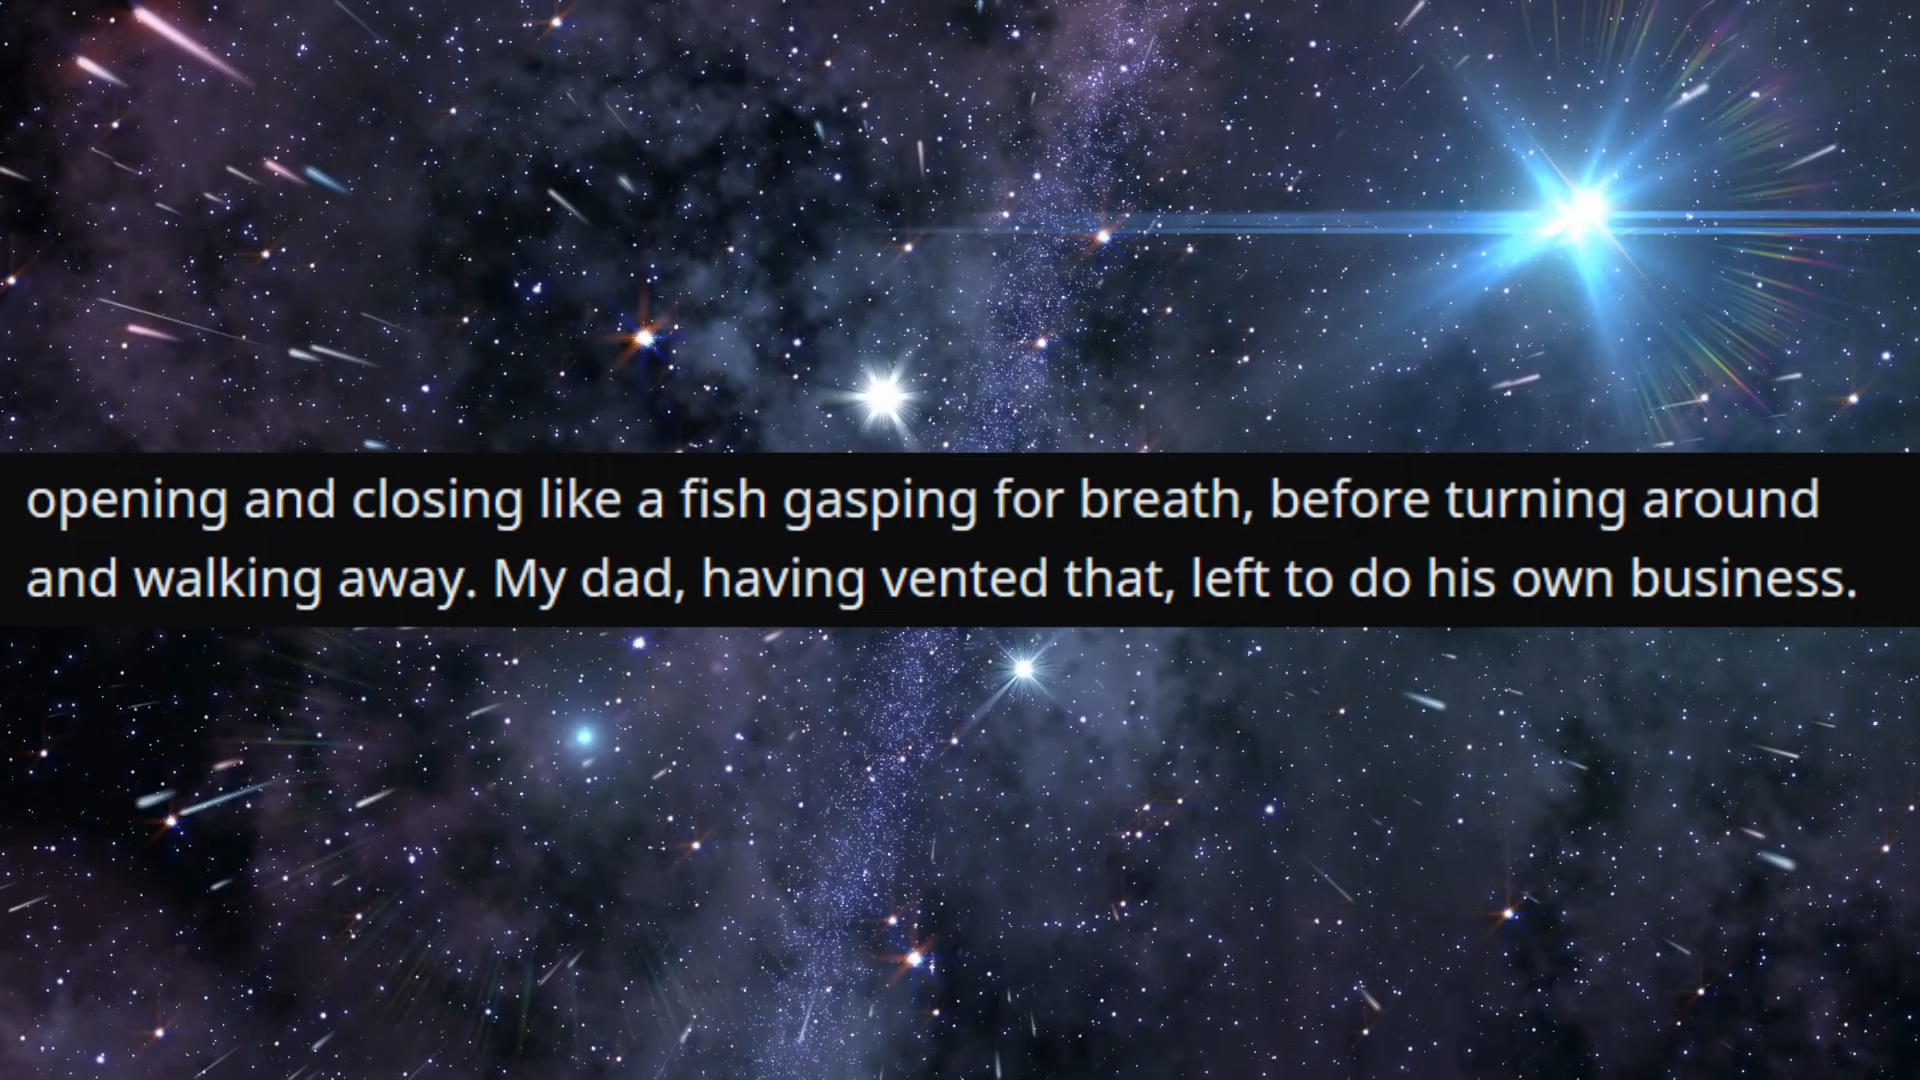 opening and closing like a fish gasping for breath, before turning around
and walking away. My dad, having vented that, left to do his own business.